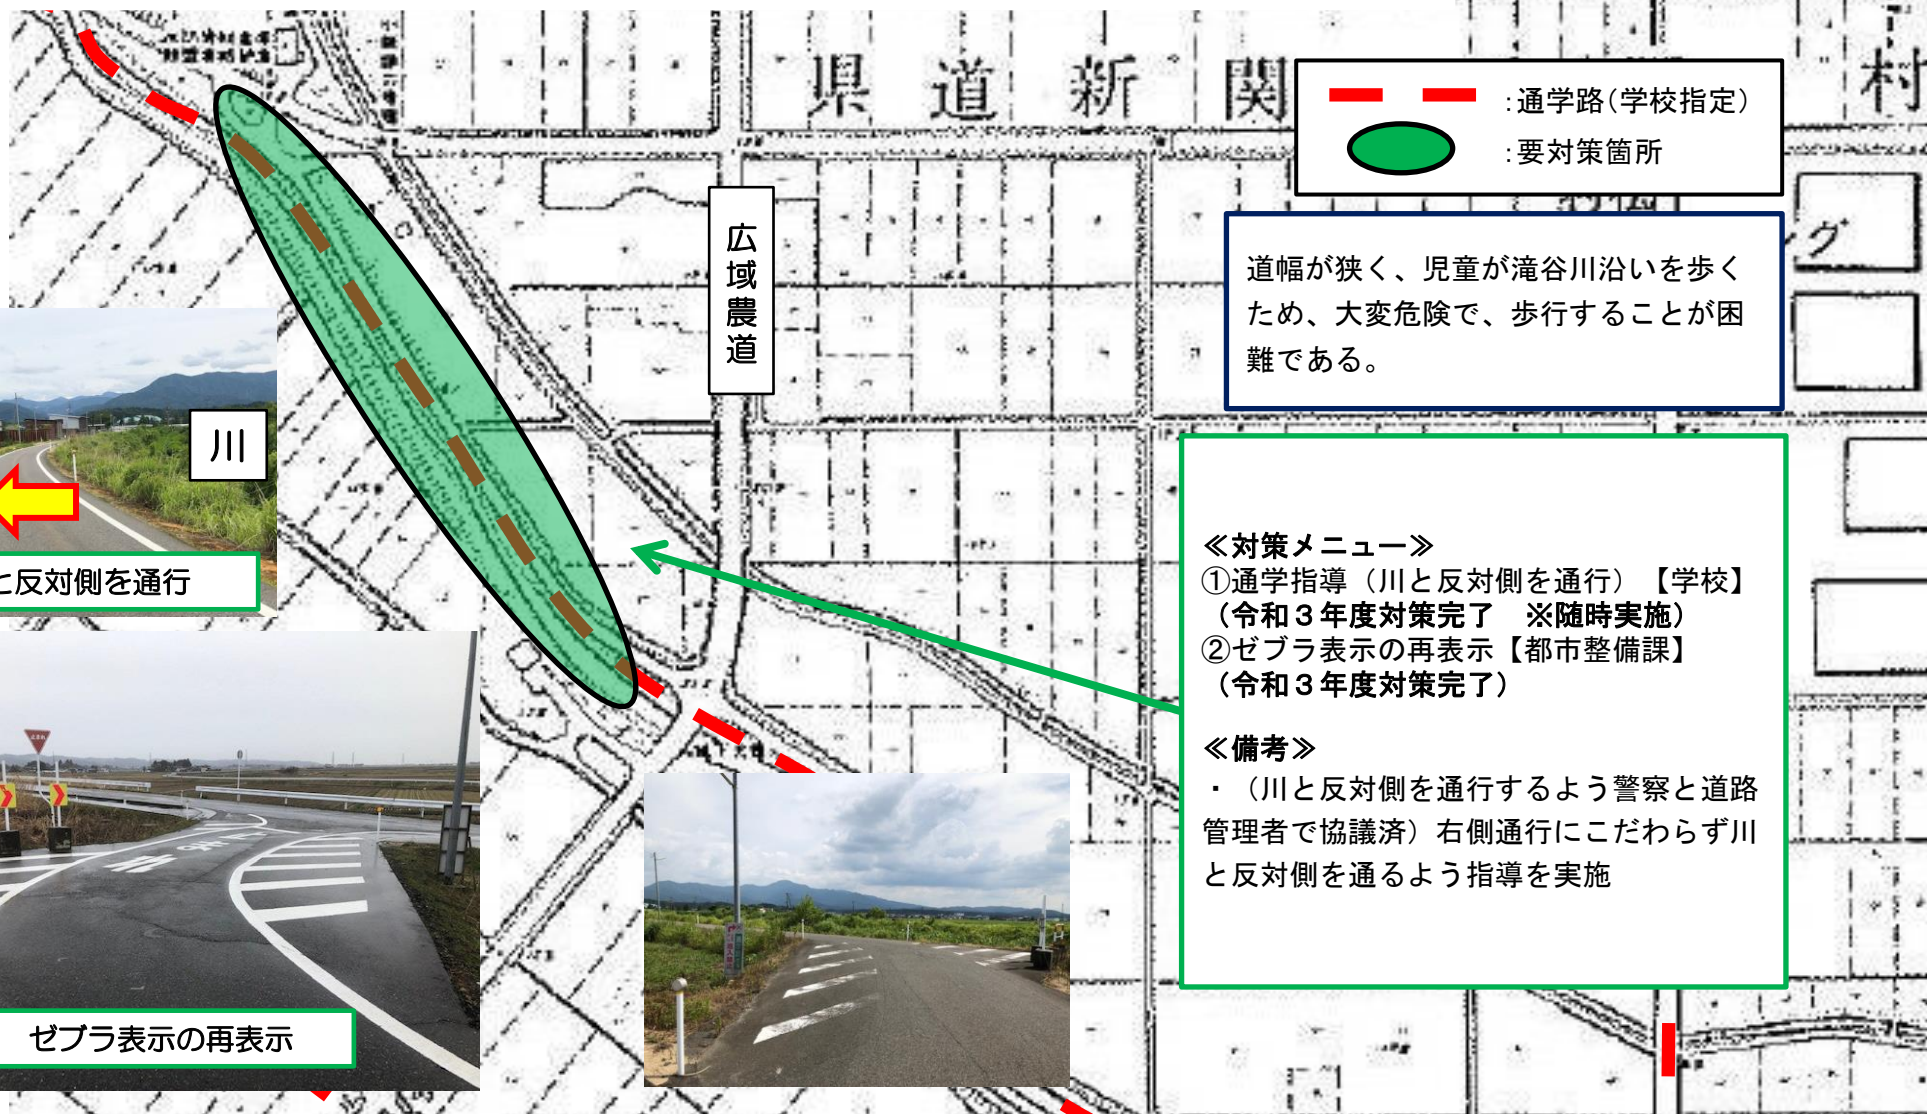 県道新関
村
:通学路(学校指定)
:要対策箇所
グ
広域農道
道幅が狭く、児童が滝谷川沿いを歩く
ため、大変危険で、歩行することが困
難である。
川
と反対側を通行
≪対策メニュー≫
①通学指導（川と反対側を通行）【学校】
（令和３年度対策完了　※随時実施）
②ゼブラ表示の再表示【都市整備課】
（令和３年度対策完了）
≪備考≫
・（川と反対側を通行するよう警察と道路
管理者で協議済）右側通行にこだわらず川
と反対側を通るよう指導を実施
ゼブラ表示の再表示